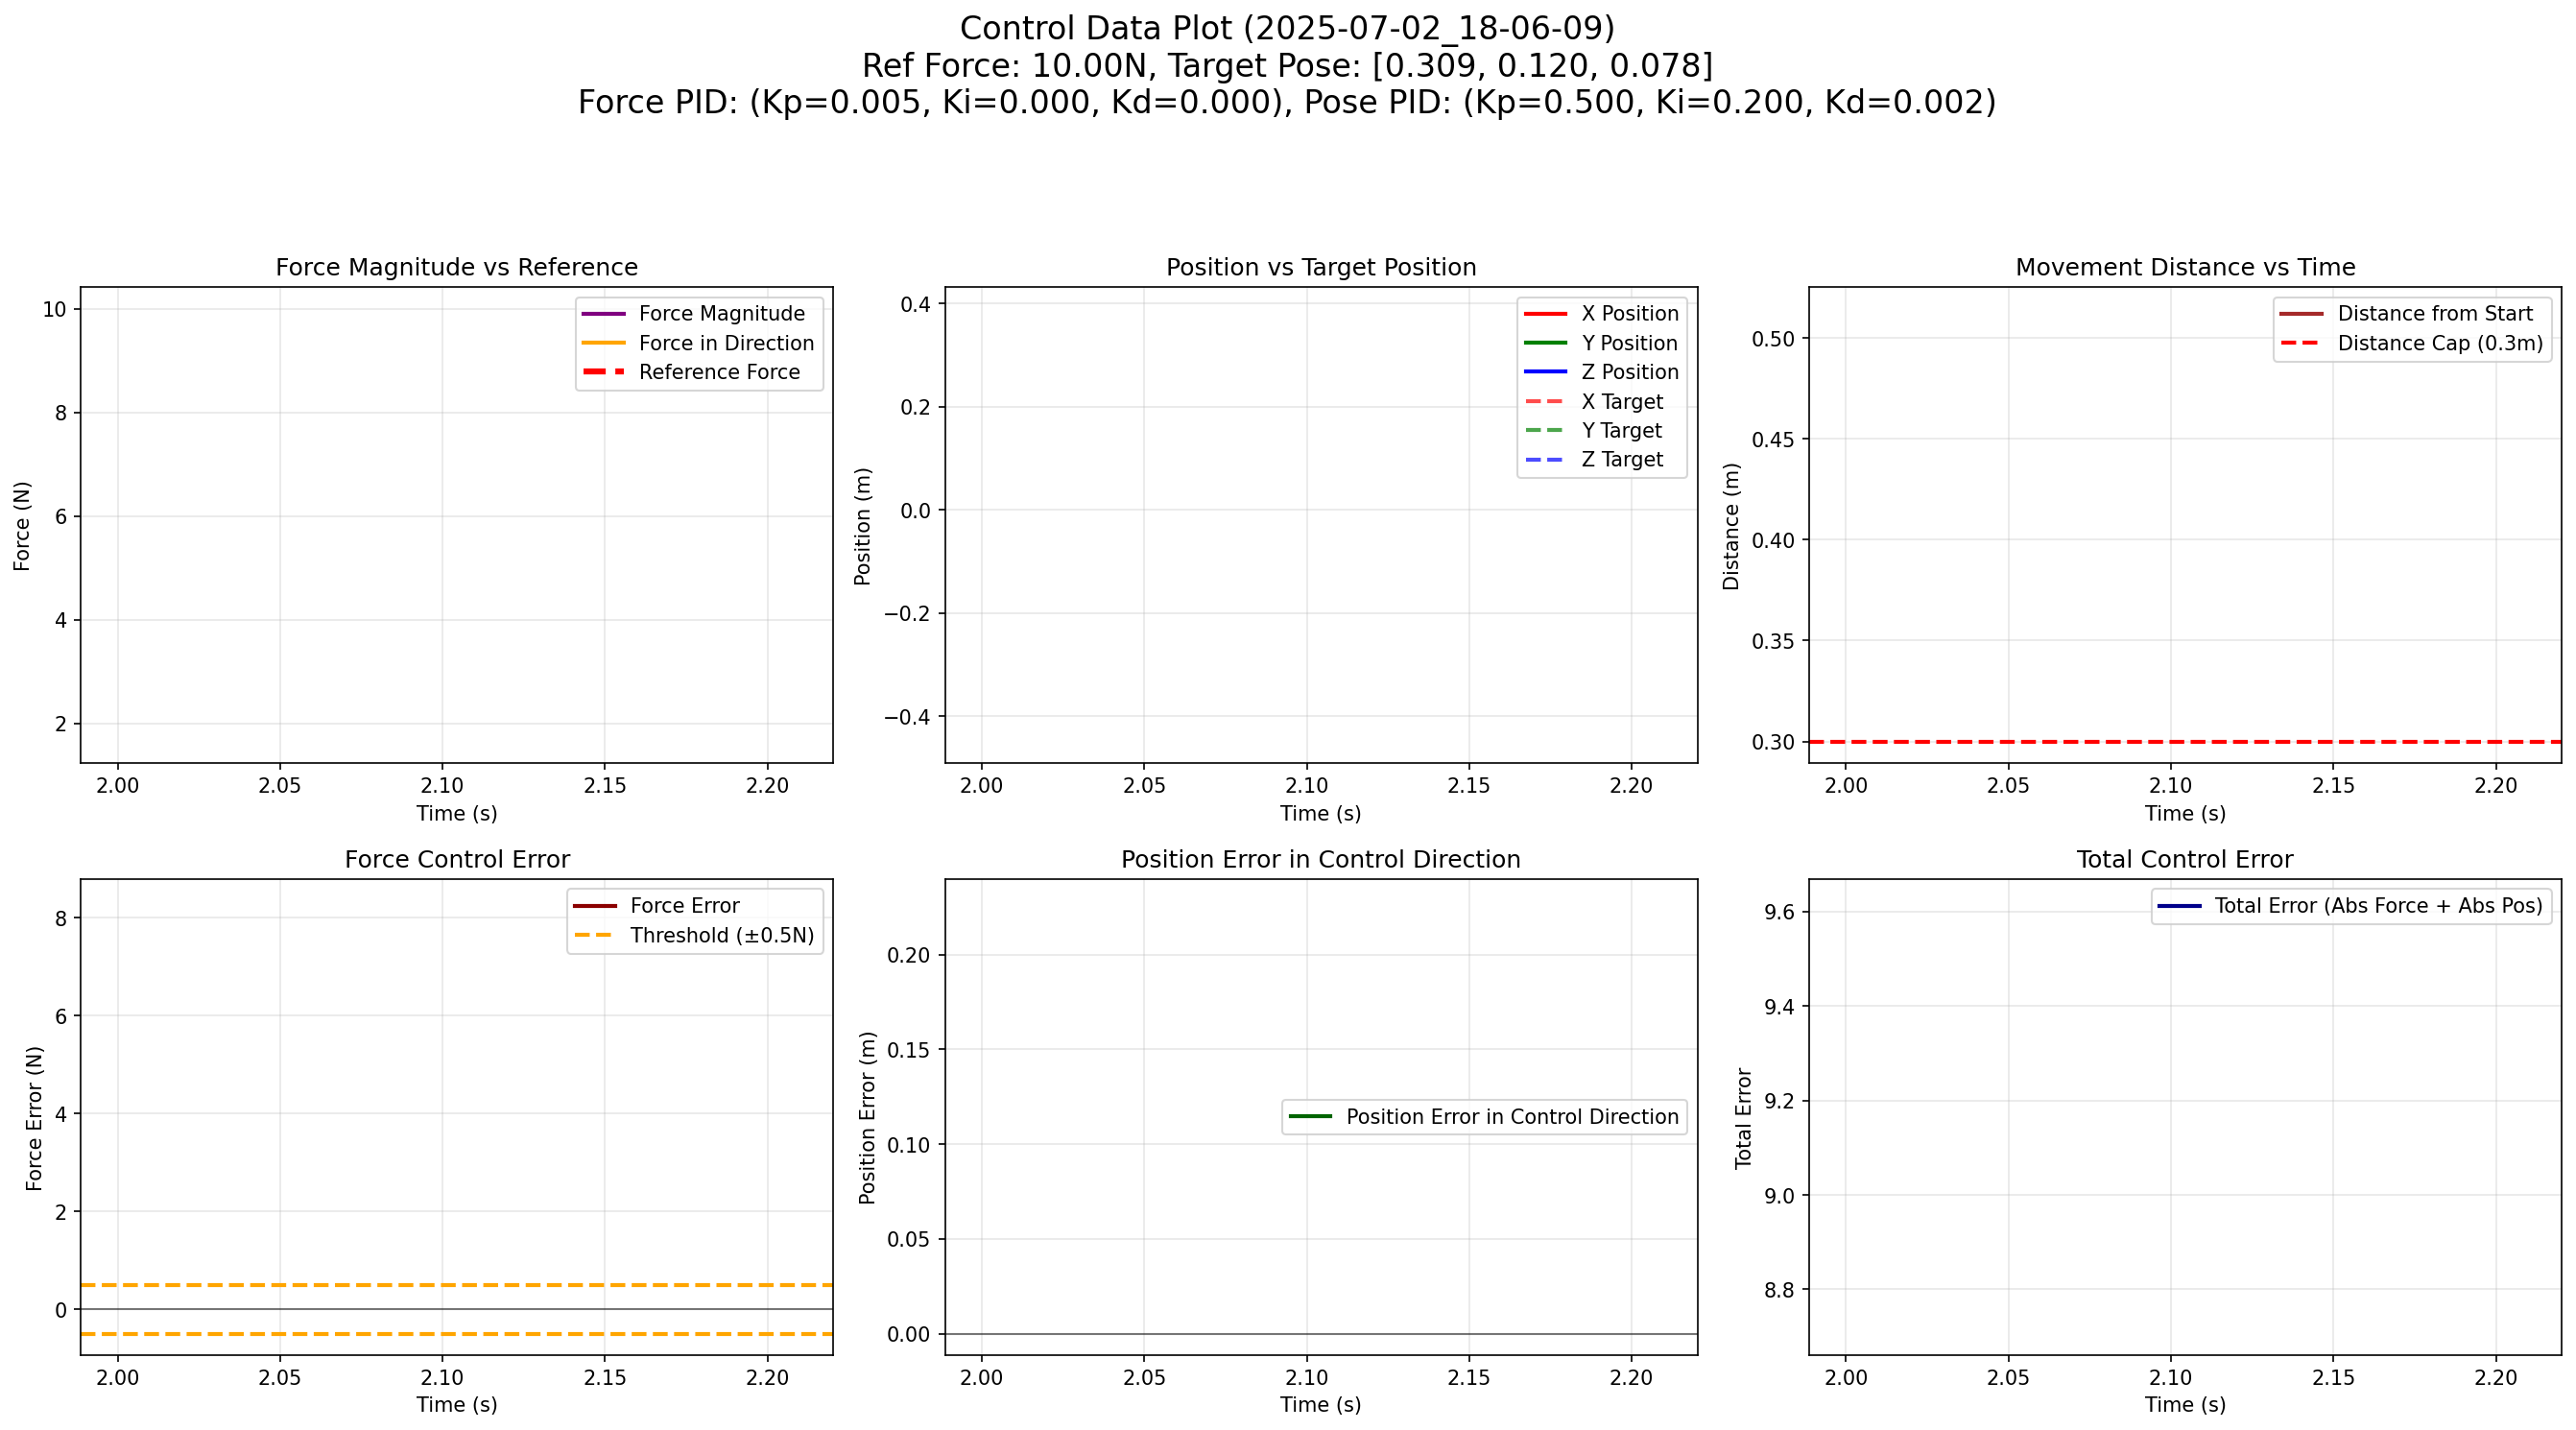 Control Data Plot (2025-07-02_18-06-09)
Ref Force: 10.00N, Target Pose: [0.309, 0.120, 0.078]
Force PID: (Kp=0.005, Ki=0.000, Kd=0.000), Pose PID: (Kp=0.500, Ki=0.200, Kd=0.002)
Force Magnitude vs Reference
Force (N)
10
8
6
4
2
Force Magnitude
Force in Direction
Reference Force
2.00 2.05 2.10 2.15 2.20
Time (s)
Position vs Target Position
Position (m)
0.4
0.2
0.0
−0.2
−0.4
X Position
Y Position
Z Position
X Target
Y Target
Z Target
2.00 2.05 2.10 2.15 2.20
Time (s)
Movement Distance vs Time
Distance (m)
0.50
0.45
0.40
0.35
0.30
Distance from Start
Distance Cap (0.3m)
2.00 2.05 2.10 2.15 2.20
Time (s)
Force Control Error
Force Error (N)
8
6
4
2
0
Force Error
Threshold (±0.5N)
2.00 2.05 2.10 2.15 2.20
Time (s)
Position Error in Control Direction
Position Error (m)
0.20
0.15
0.10
0.05
0.00
Position Error in Control Direction
2.00 2.05 2.10 2.15 2.20
Time (s)
Total Control Error
Total Error
9.6
9.4
9.2
9.0
8.8
Total Error (Abs Force + Abs Pos)
2.00 2.05 2.10 2.15 2.20
Time (s)